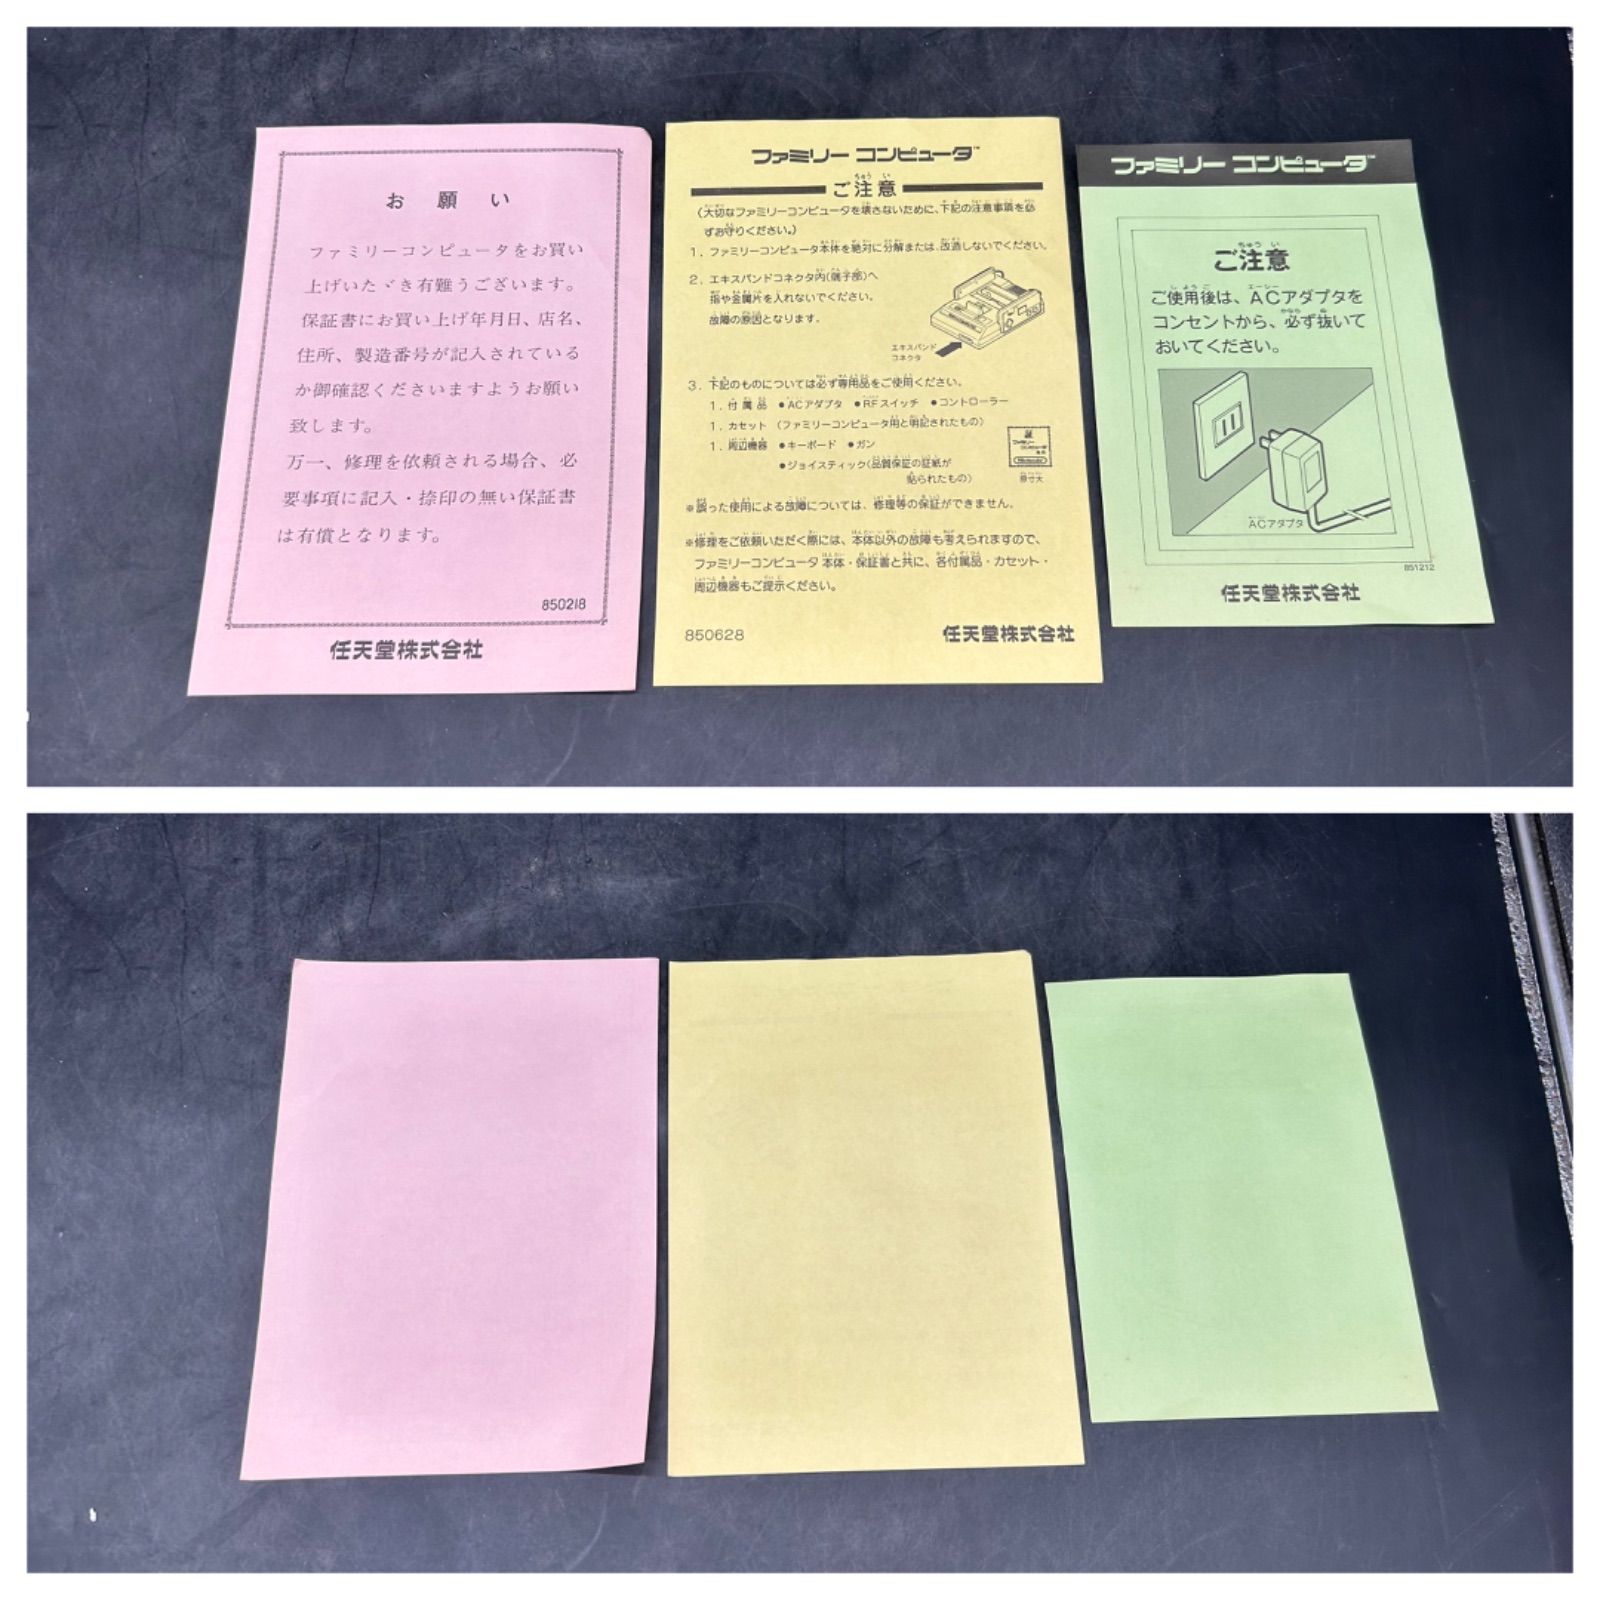 お願い
ファミリーコンピュータをお買い
上げいたゞき有難うございます。
保証書にお買い上げ年月日、店名、
住所、製造番号が記入されている
か御確認くださいますようお願い
致します。
万一、修理を依頼される場合、必
要事項に記入・捺印の無い保証書
は有償となります。
850218
任天堂株式会社
ファミリー コンピュータ™
ご注意
(大切なファミリーコンピュータを壊さないために、下記の注意事項を必
ずお守りください。)
1. ファミリーコンピュータ本体を絶対に分解または、改造しないでください。
2. エキスパンドコネクタ内(端子部)へ
指や金属片を入れないでください。
故障の原因となります。
エキスパンド
コネクタ
3. 下記のものについては必ず専用品をご使用ください。
1. 付属品 ●ACアダプタ ●RFスイッチ ●コントローラー
1. カセット (ファミリーコンピュータ用と明記されたもの)
1. 周辺機器 ●キーボード ●ガン
●ジョイスティック(品質保証の証紙が
貼られたもの)
証
ファミリー
コンピュータ
Nintendo
原寸大
※誤った使用による故障については、修理等の保証ができません。
※修理をご依頼いただく際には、本体以外の故障も考えられますので、
ファミリーコンピュータ本体・保証書と共に、各付属品・カセット・
周辺機器もご提示ください。
850628
任天堂株式会社
ファミリー コンピュータ™
ご注意
ご使用後は、ACアダプタを
コンセントから、必ず抜いて
おいてください。
ACアダプタ
851212
任天堂株式会社